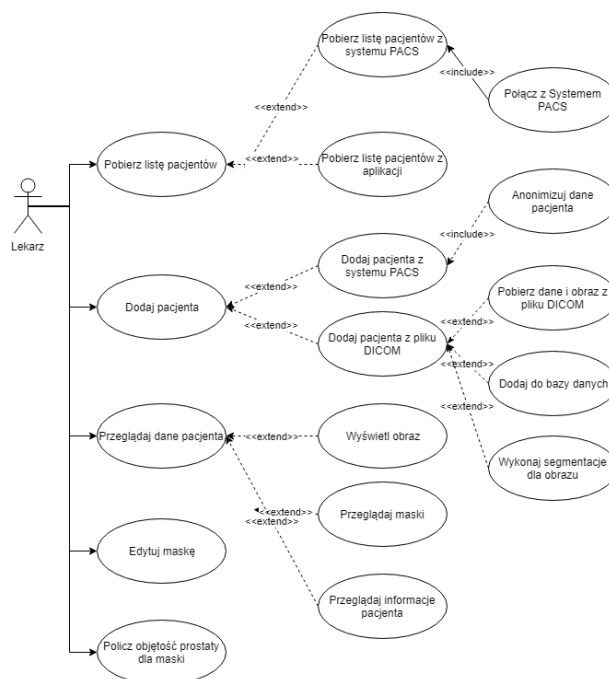 Pobierz listę pacjentów z
systemu PACS
<<include>>
Połącz z Systemem
PACS
<<extend>>
Pobierz listę pacjentów
<<extend>>
Pobierz listę pacjentów z
aplikacji
Lekarz
Anonimizuj dane
pacjenta
<<include>>
Dodaj pacjenta z
systemu PACS
<<extend>>
Dodaj pacjenta
<<extend>>
Dodaj pacjenta z pliku
DICOM
Pobierz dane i obraz z
pliku DICOM
<<extend>>
<<extend>>
Dodaj do bazy danych
<<extend>>
Wykonaj segmentacje
dla obrazu
Przeglądaj dane pacjenta
<<extend>>
Wyświetl obraz
<<extend>>
Przeglądaj maski
<<extend>>
Przeglądaj informacje
pacjenta
Edytuj maskę
Policz objętość prostaty
dla maski